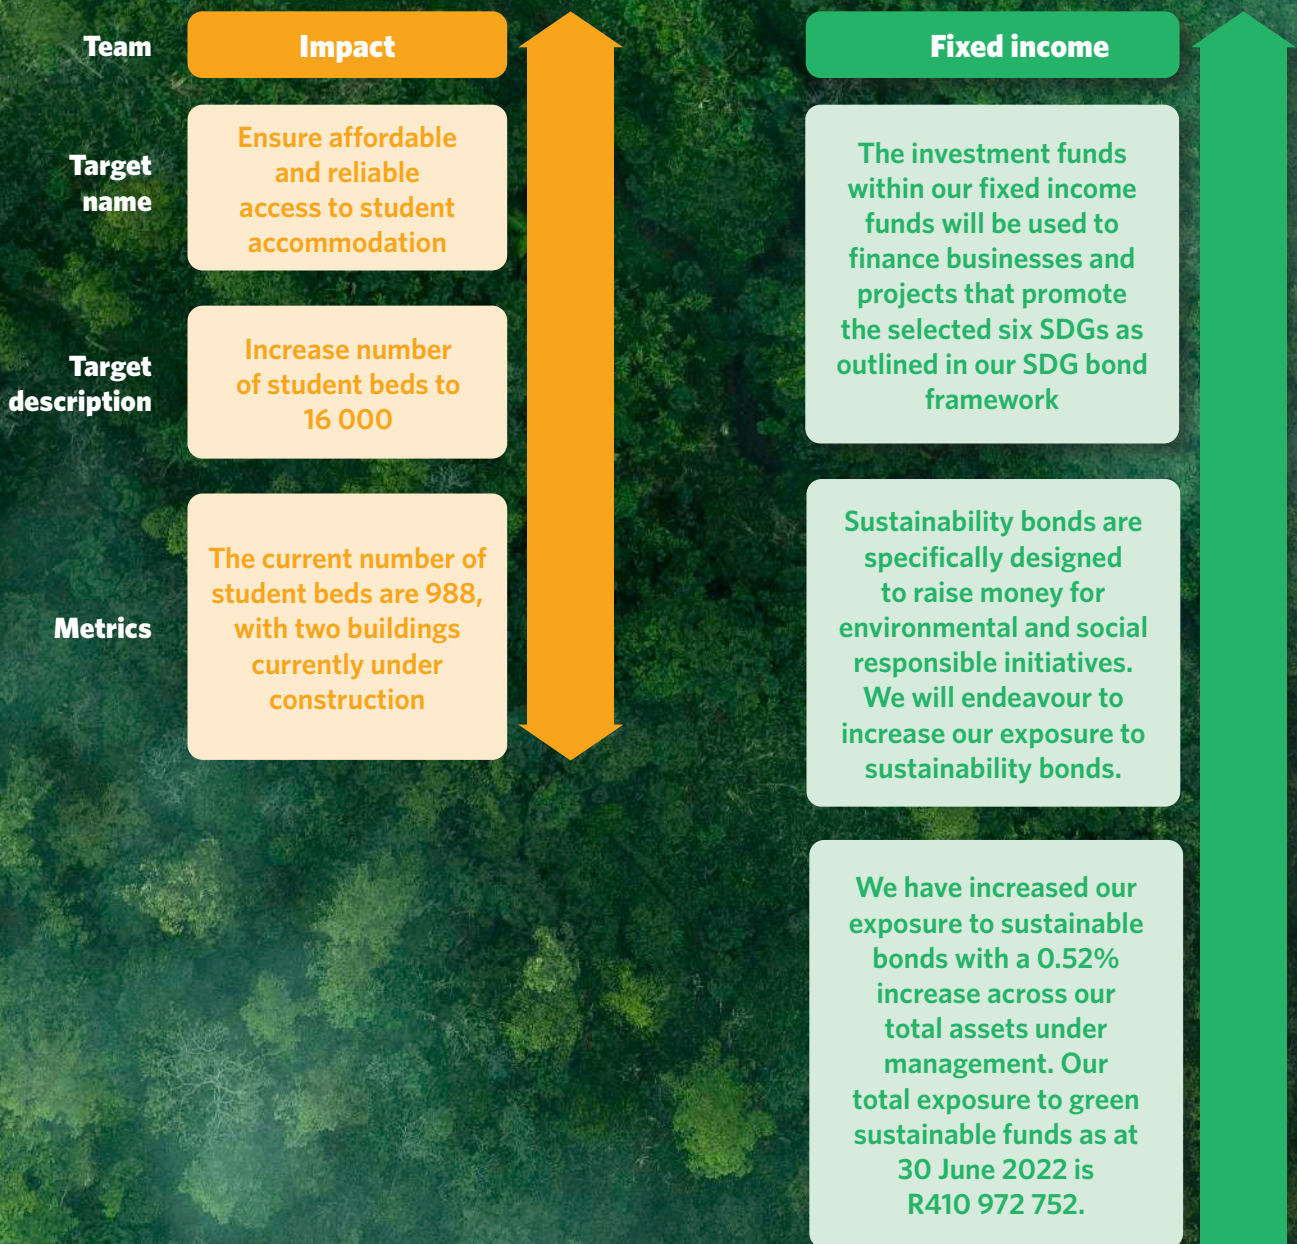 Team
Impact
Fixed income
Target
name
Ensure affordable
and reliable
access to student
accommodation
The investment funds
within our fixed income
funds will be used to
finance businesses and
projects that promote
the selected six SDGs as
outlined in our SDG bond
framework
Target
description
Increase number
of student beds to
16 000
Sustainability bonds are
specifically designed
to raise money for
environmental and social
responsible initiatives.
We will endeavour to
increase our exposure to
sustainability bonds.
Metrics
The current number of
student beds are 988,
with two buildings
currently under
construction
We have increased our
exposure to sustainable
bonds with a 0.52%
increase across our
total assets under
management. Our
total exposure to green
sustainable funds as at
30 June 2022 is
R410 972 752.